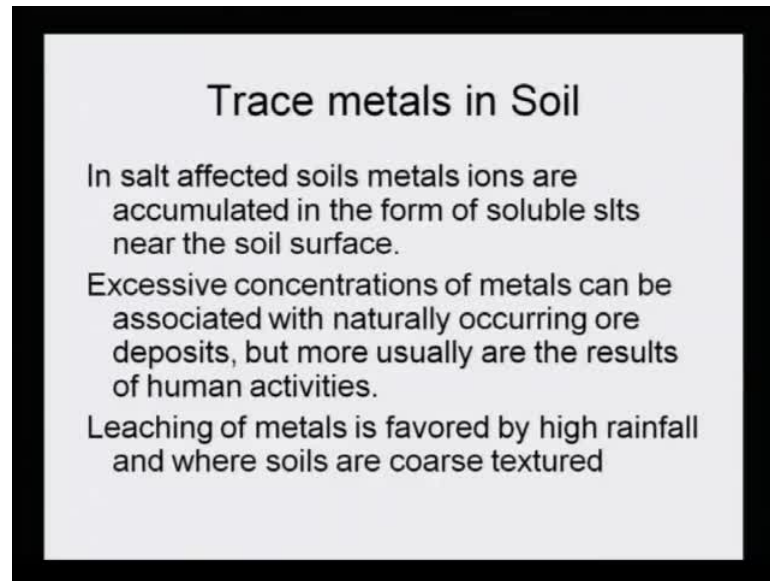 Trace metals in Soil
In salt affected soils metals ions are
accumulated in the form of soluble slts
near the soil surface.
Excessive concentrations of metals can be
associated with naturally occurring ore
deposits, but more usually are the results
of human activities.
Leaching of metals is favored by high rainfall
and where soils are coarse textured